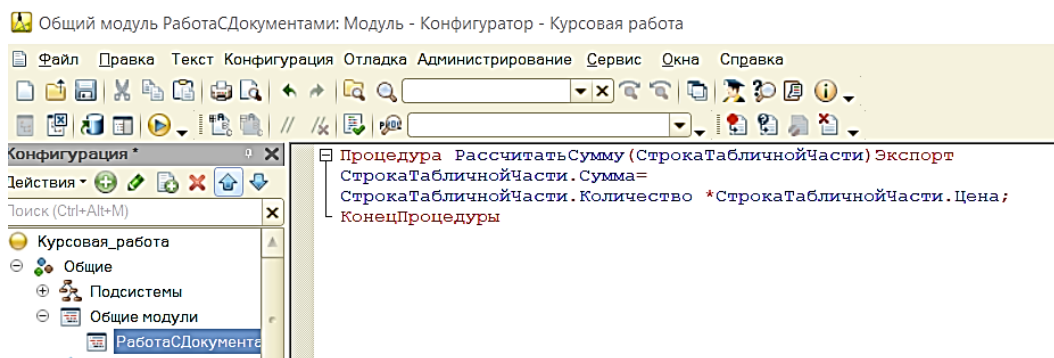 Общий модуль РаботаСДокументами: Модуль - Конфигуратор - Курсовая работа
Файл Правка Текст Конфигурация Отладка Администрирование Сервис Окна Справка
Конфигурация *
Действия
Поиск (Ctrl+Alt+M)
Курсовая_работа
Общие
Подсистемы
Общие модули
РаботаСДокумента
Процедура РассчитатьСумму(СтрокаТабличнойЧасти)Экспорт
СтрокаТабличнойЧасти.Сумма=
СтрокаТабличнойЧасти.Количество *СтрокаТабличнойЧасти.Цена;
КонецПроцедуры